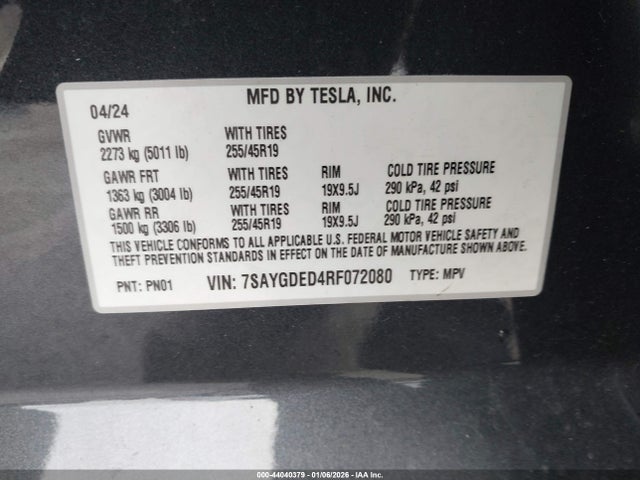 MFD BY TESLA, INC.
04/24
GVWR WITH TIRES
2273 kg (5011 lb) 255/45R19
GAWR FRT WITH TIRES RIM COLD TIRE PRESSURE
1363 kg (3004 lb) 255/45R19 19X9.5J 290 kPa, 42 psi
GAWR RR WITH TIRES RIM COLD TIRE PRESSURE
1500 kg (3306 lb) 255/45R19 19X9.5J 290 kPa, 42 psi
THIS VEHICLE CONFORMS TO ALL APPLICABLE U.S. FEDERAL MOTOR VEHICLE SAFETY AND
THEFT PREVENTION STANDARDS IN EFFECT ON THE DATE OF MANUFACTURE SHOWN ABOVE.
PNT: PN01 VIN: 7SAYGDED4RF072080 TYPE: MPV
000-44040379 | 01/06/2026 | IAA Inc.